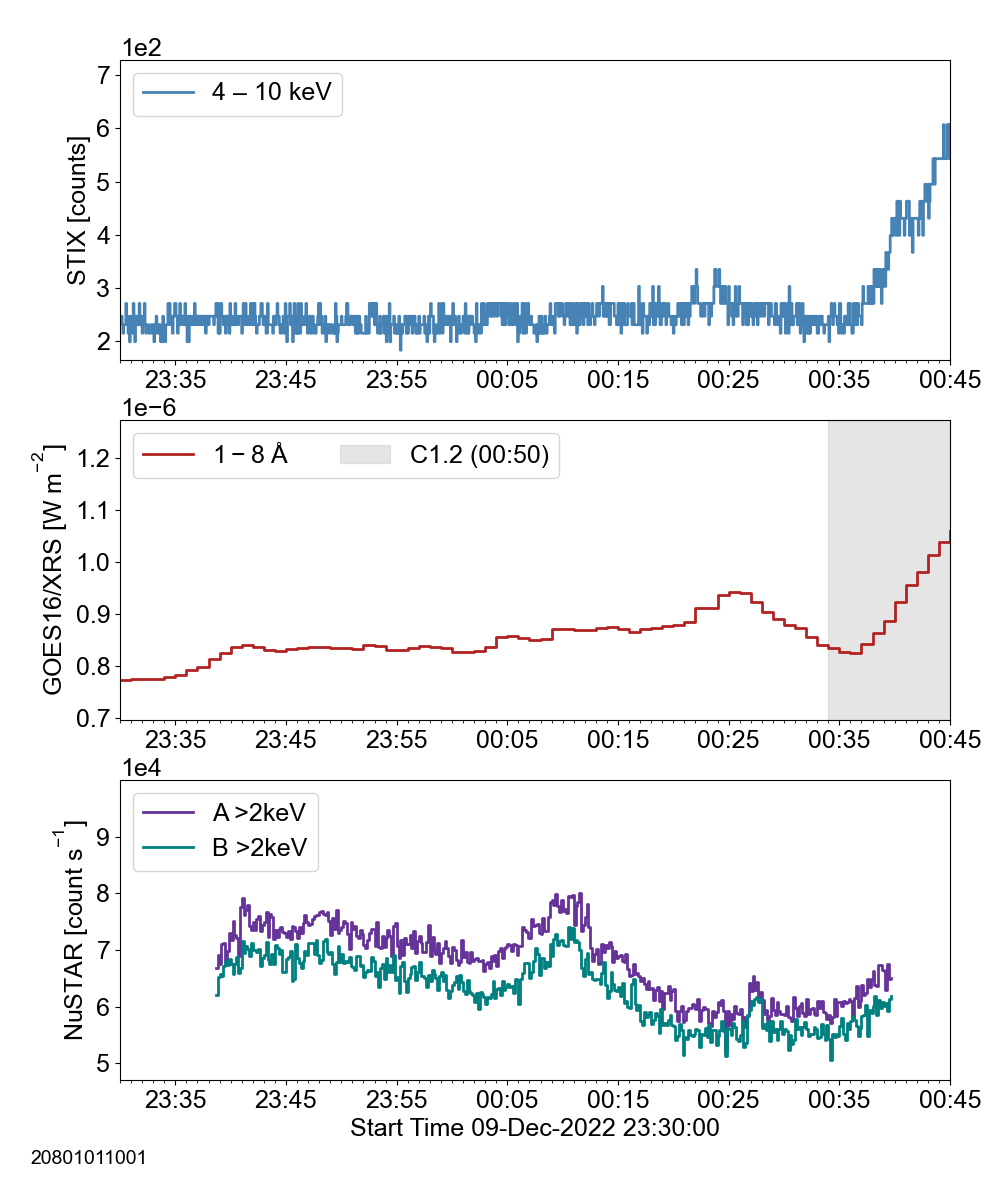 1e2
4 – 10 keV
STIX [counts]
7
6
5
4
3
2
23:35 23:45 23:55 00:05 00:15 00:25 00:35 00:45
1e−6
1 – 8 Å C1.2 (00:50)
GOES16/XRS [W m⁻²]
1.2
1.1
1.0
0.9
0.8
0.7
23:35 23:45 23:55 00:05 00:15 00:25 00:35 00:45
1e4
A >2keV
B >2keV
NuSTAR [count s⁻¹]
9
8
7
6
5
23:35 23:45 23:55 00:05 00:15 00:25 00:35 00:45
Start Time 09-Dec-2022 23:30:00
20801011001